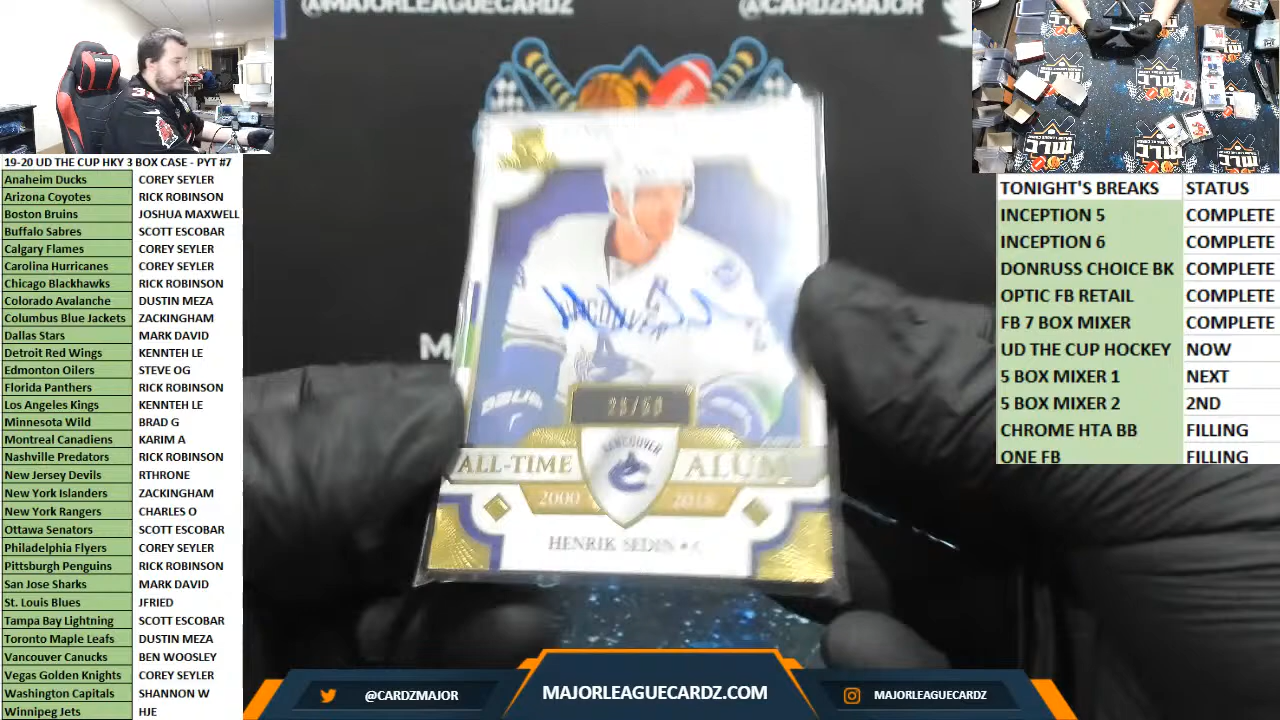 @MAJORLEAGUECARDZ
@CARDZMAJOR
19-20 UD THE CUP HKY 3 BOX CASE - PYT #7
Anaheim Ducks COREY SEYLER
Arizona Coyotes RICK ROBINSON
Boston Bruins JOSHUA MAXWELL
Buffalo Sabres SCOTT ESCOBAR
Calgary Flames COREY SEYLER
Carolina Hurricanes COREY SEYLER
Chicago Blackhawks RICK ROBINSON
Colorado Avalanche DUSTIN MEZA
Columbus Blue Jackets ZACKINGHAM
Dallas Stars MARK DAVID
Detroit Red Wings KENNTEH LE
Edmonton Oilers STEVE OG
Florida Panthers RICK ROBINSON
Los Angeles Kings KENNTEH LE
Minnesota Wild BRAD G
Montreal Canadiens KARIM A
Nashville Predators RICK ROBINSON
New Jersey Devils RTHRONE
New York Islanders ZACKINGHAM
New York Rangers CHARLES O
Ottawa Senators SCOTT ESCOBAR
Philadelphia Flyers COREY SEYLER
Pittsburgh Penguins RICK ROBINSON
San Jose Sharks MARK DAVID
St. Louis Blues JFRIED
Tampa Bay Lightning SCOTT ESCOBAR
Toronto Maple Leafs DUSTIN MEZA
Vancouver Canucks BEN WOOSLEY
Vegas Golden Knights COREY SEYLER
Washington Capitals SHANNON W
Winnipeg Jets HJE
VANCOUVER
ALL-TIME ALUM
2000
HENRIK SEDIN • C
TONIGHT'S BREAKS STATUS
INCEPTION 5 COMPLETE
INCEPTION 6 COMPLETE
DONRUSS CHOICE BK COMPLETE
OPTIC FB RETAIL COMPLETE
FB 7 BOX MIXER COMPLETE
UD THE CUP HOCKEY NOW
5 BOX MIXER 1 NEXT
5 BOX MIXER 2 2ND
CHROME HTA BB FILLING
ONE FB FILLING
@CARDZMAJOR
MAJORLEAGUECARDZ.COM
MAJORLEAGUECARDZ